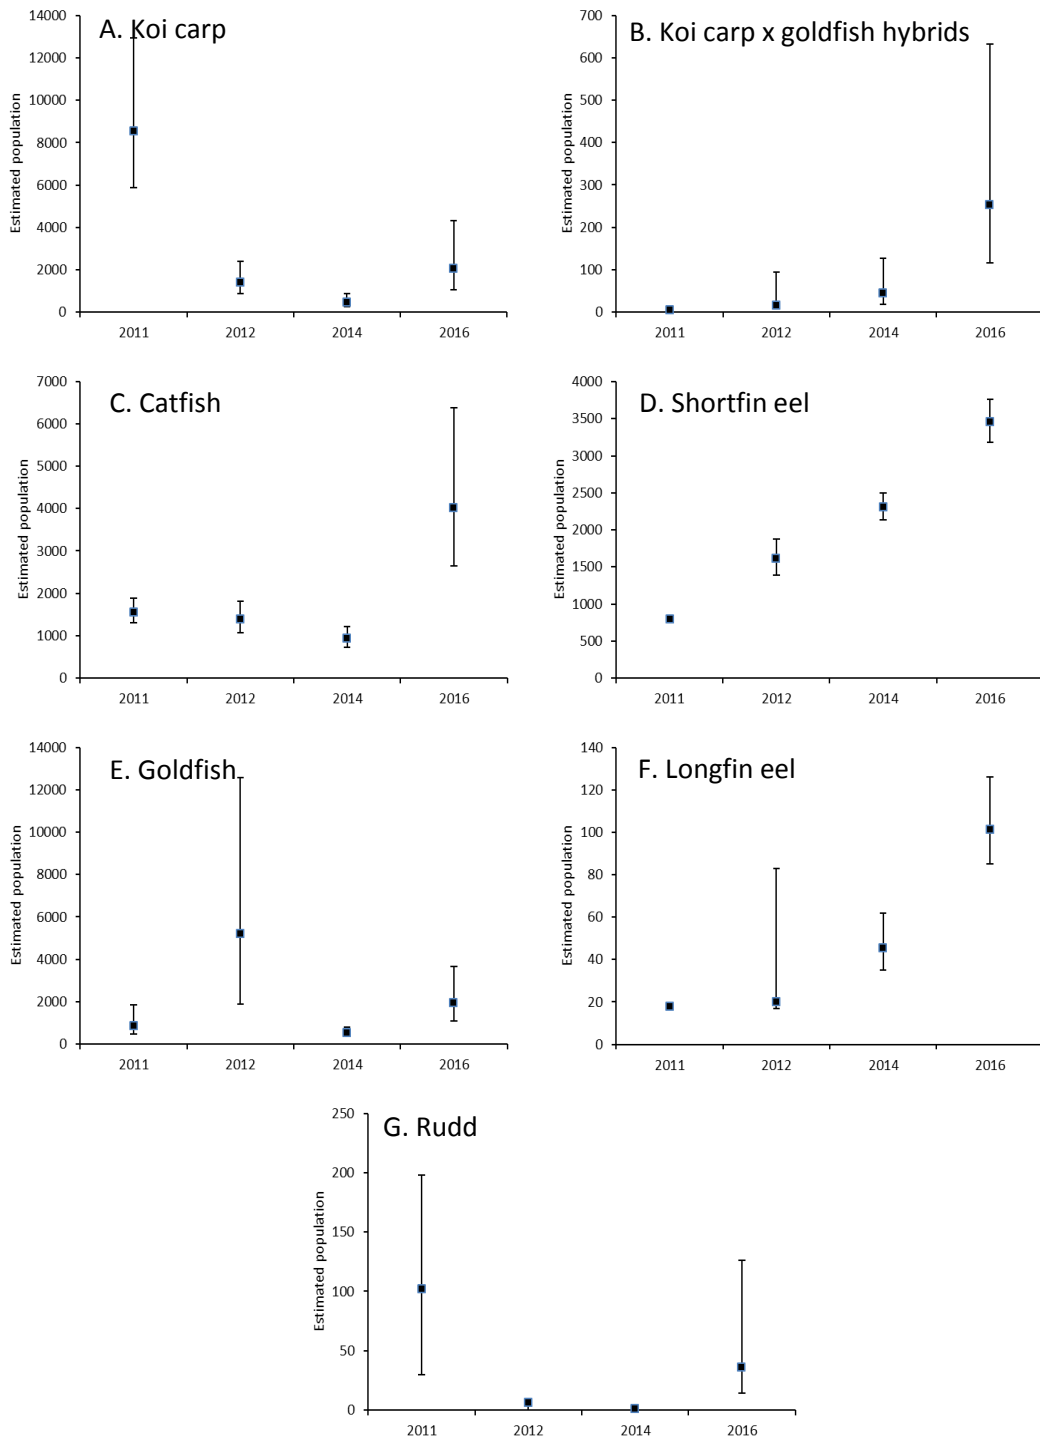 A. Koi carp
Estimated population
14000
12000
10000
8000
6000
4000
2000
0
2011 2012 2014 2016
B. Koi carp x goldfish hybrids
Estimated population
700
600
500
400
300
200
100
0
2011 2012 2014 2016
C. Catfish
Estimated population
7000
6000
5000
4000
3000
2000
1000
0
2011 2012 2014 2016
D. Shortfin eel
Estimated population
4000
3500
3000
2500
2000
1500
1000
500
0
2011 2012 2014 2016
E. Goldfish
Estimated population
14000
12000
10000
8000
6000
4000
2000
0
2011 2012 2014 2016
F. Longfin eel
Estimated population
140
120
100
80
60
40
20
0
2011 2012 2014 2016
G. Rudd
Estimated population
250
200
150
100
50
0
2011 2012 2014 2016